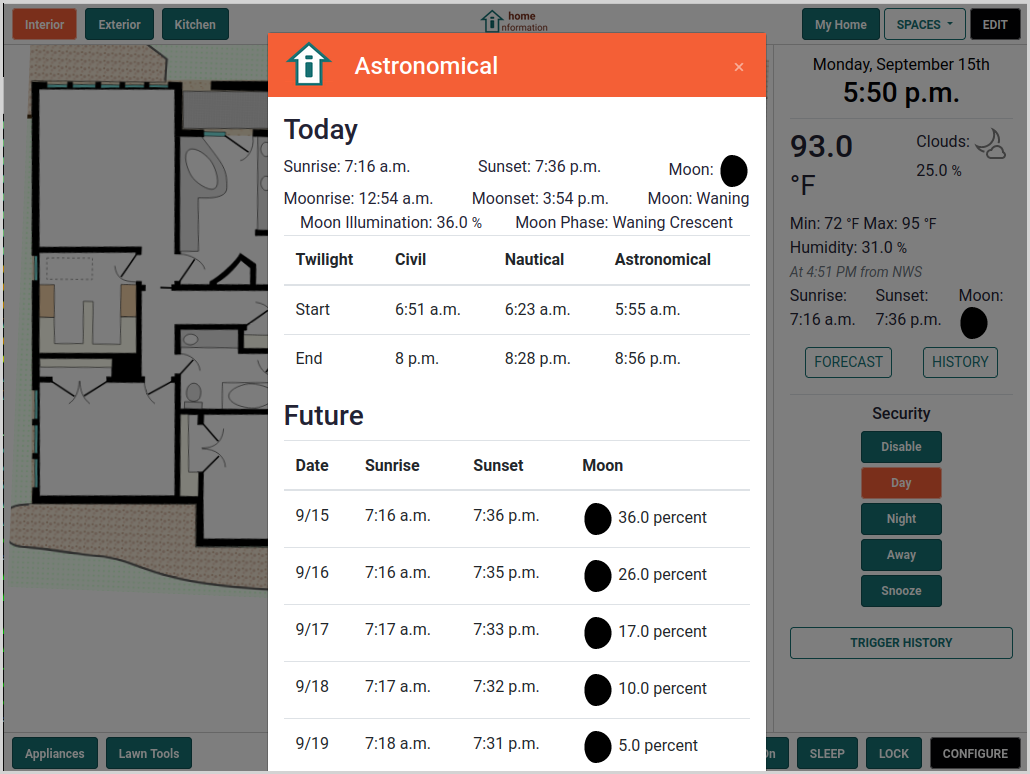 Interior Exterior Kitchen
home
nformation
My Home SPACES EDIT
Astronomical ×
Monday, September 15th
5:50 p.m.
Today
Sunrise: 7:16 a.m. Sunset: 7:36 p.m. Moon:
Moonrise: 12:54 a.m. Moonset: 3:54 p.m. Moon: Waning
Moon Illumination: 36.0 % Moon Phase: Waning Crescent
Twilight Civil Nautical Astronomical
Start 6:51 a.m. 6:23 a.m. 5:55 a.m.
End 8 p.m. 8:28 p.m. 8:56 p.m.
Future
Date Sunrise Sunset Moon
9/15 7:16 a.m. 7:36 p.m. 36.0 percent
9/16 7:16 a.m. 7:35 p.m. 26.0 percent
9/17 7:17 a.m. 7:33 p.m. 17.0 percent
9/18 7:17 a.m. 7:32 p.m. 10.0 percent
9/19 7:18 a.m. 7:31 p.m. 5.0 percent
93.0
°F
Clouds:
25.0 %
Min: 72 °F Max: 95 °F
Humidity: 31.0 %
At 4:51 PM from NWS
Sunrise: Sunset: Moon:
7:16 a.m. 7:36 p.m.
FORECAST HISTORY
Security
Disable
Day
Night
Away
Snooze
TRIGGER HISTORY
Appliances Lawn Tools
On SLEEP LOCK CONFIGURE